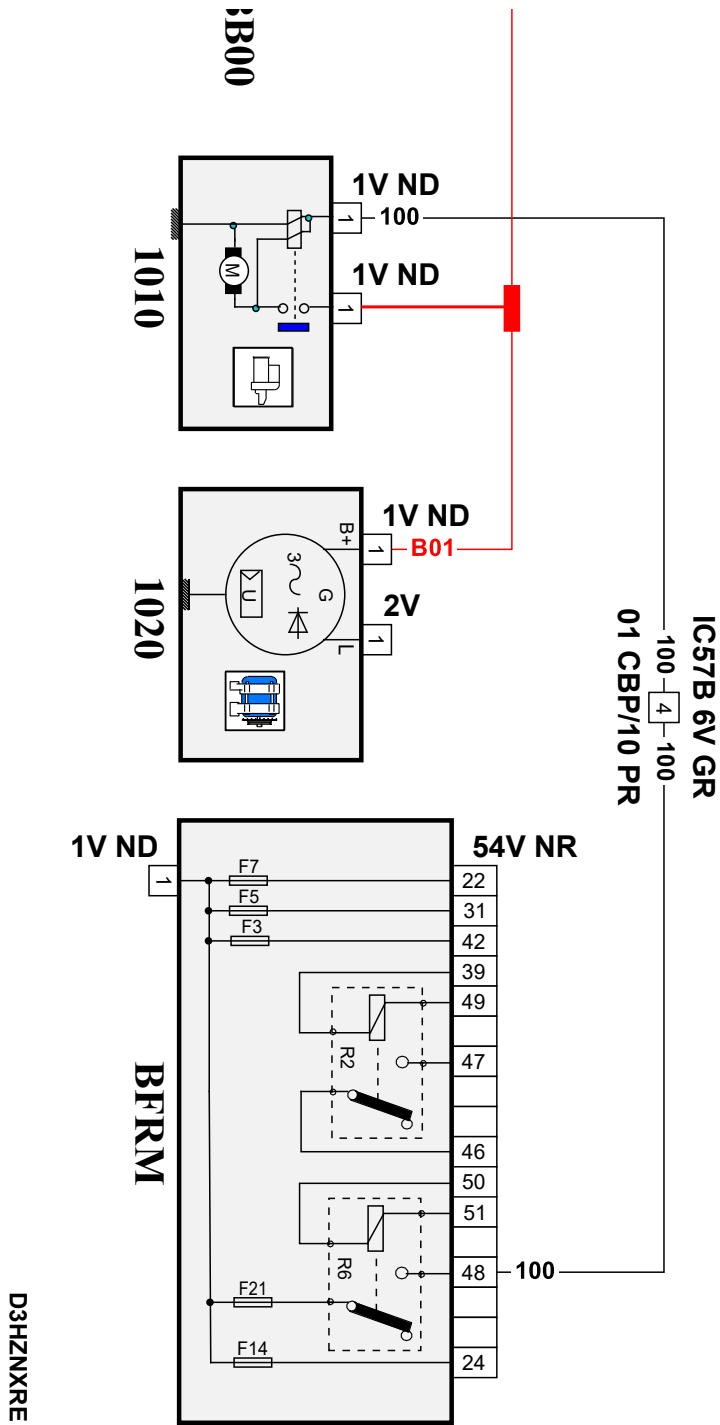 BB00
1V ND
1
100
1V ND
1
M
1010
1V ND
B+
1
B01
3
G
U
2V
L
1
1020
IC57B 6V GR
100
4
100
01 CBP/10 PR
1V ND
1
54V NR
F7
22
F5
31
F3
42
39
49
R2
47
46
50
51
R6
48
100
F21
F14
24
BFRM
D3HZNXRE